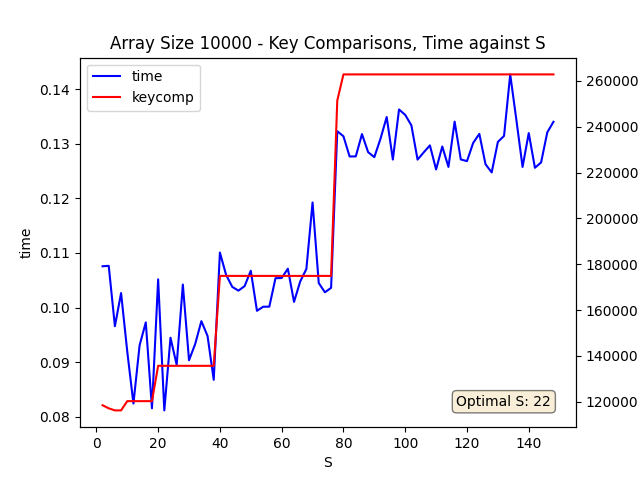 Array Size 10000 - Key Comparisons, Time against S
time
keycomp
0.14
0.13
0.12
0.11
0.10
0.09
0.08
time
260000
240000
220000
200000
180000
160000
140000
120000
Optimal S: 22
0 20 40 60 80 100 120 140
S